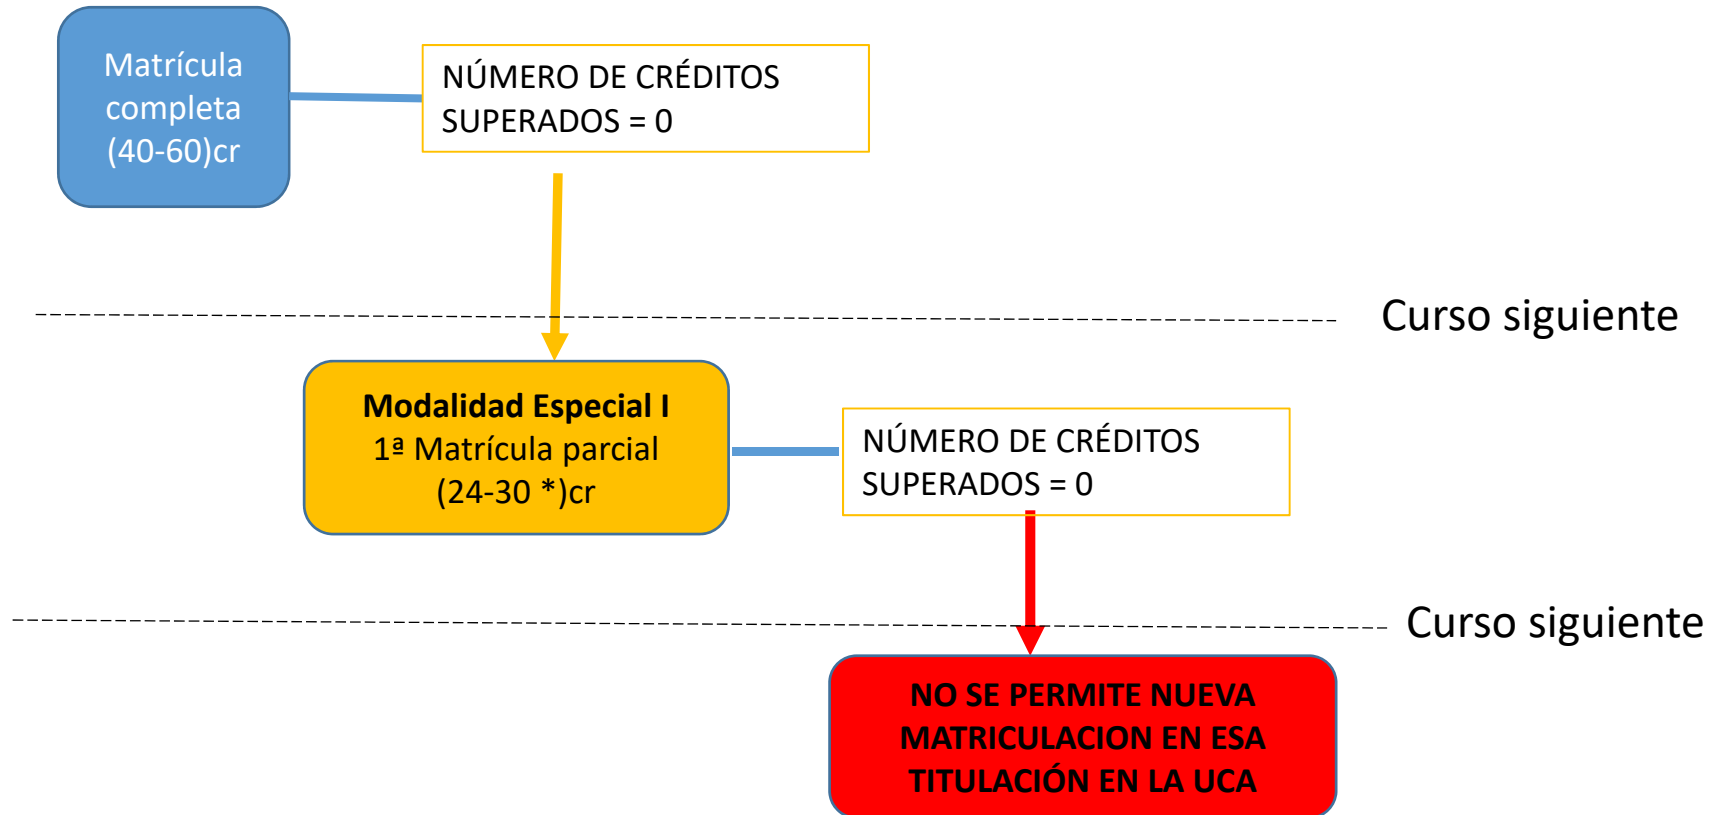 Matrícula
completa
(40-60)cr
NÚMERO DE CRÉDITOS
SUPERADOS = 0
Curso siguiente
Modalidad Especial I
1ª Matrícula parcial
(24-30 *)cr
NÚMERO DE CRÉDITOS
SUPERADOS = 0
Curso siguiente
NO SE PERMITE NUEVA
MATRICULACION EN ESA
TITULACIÓN EN LA UCA